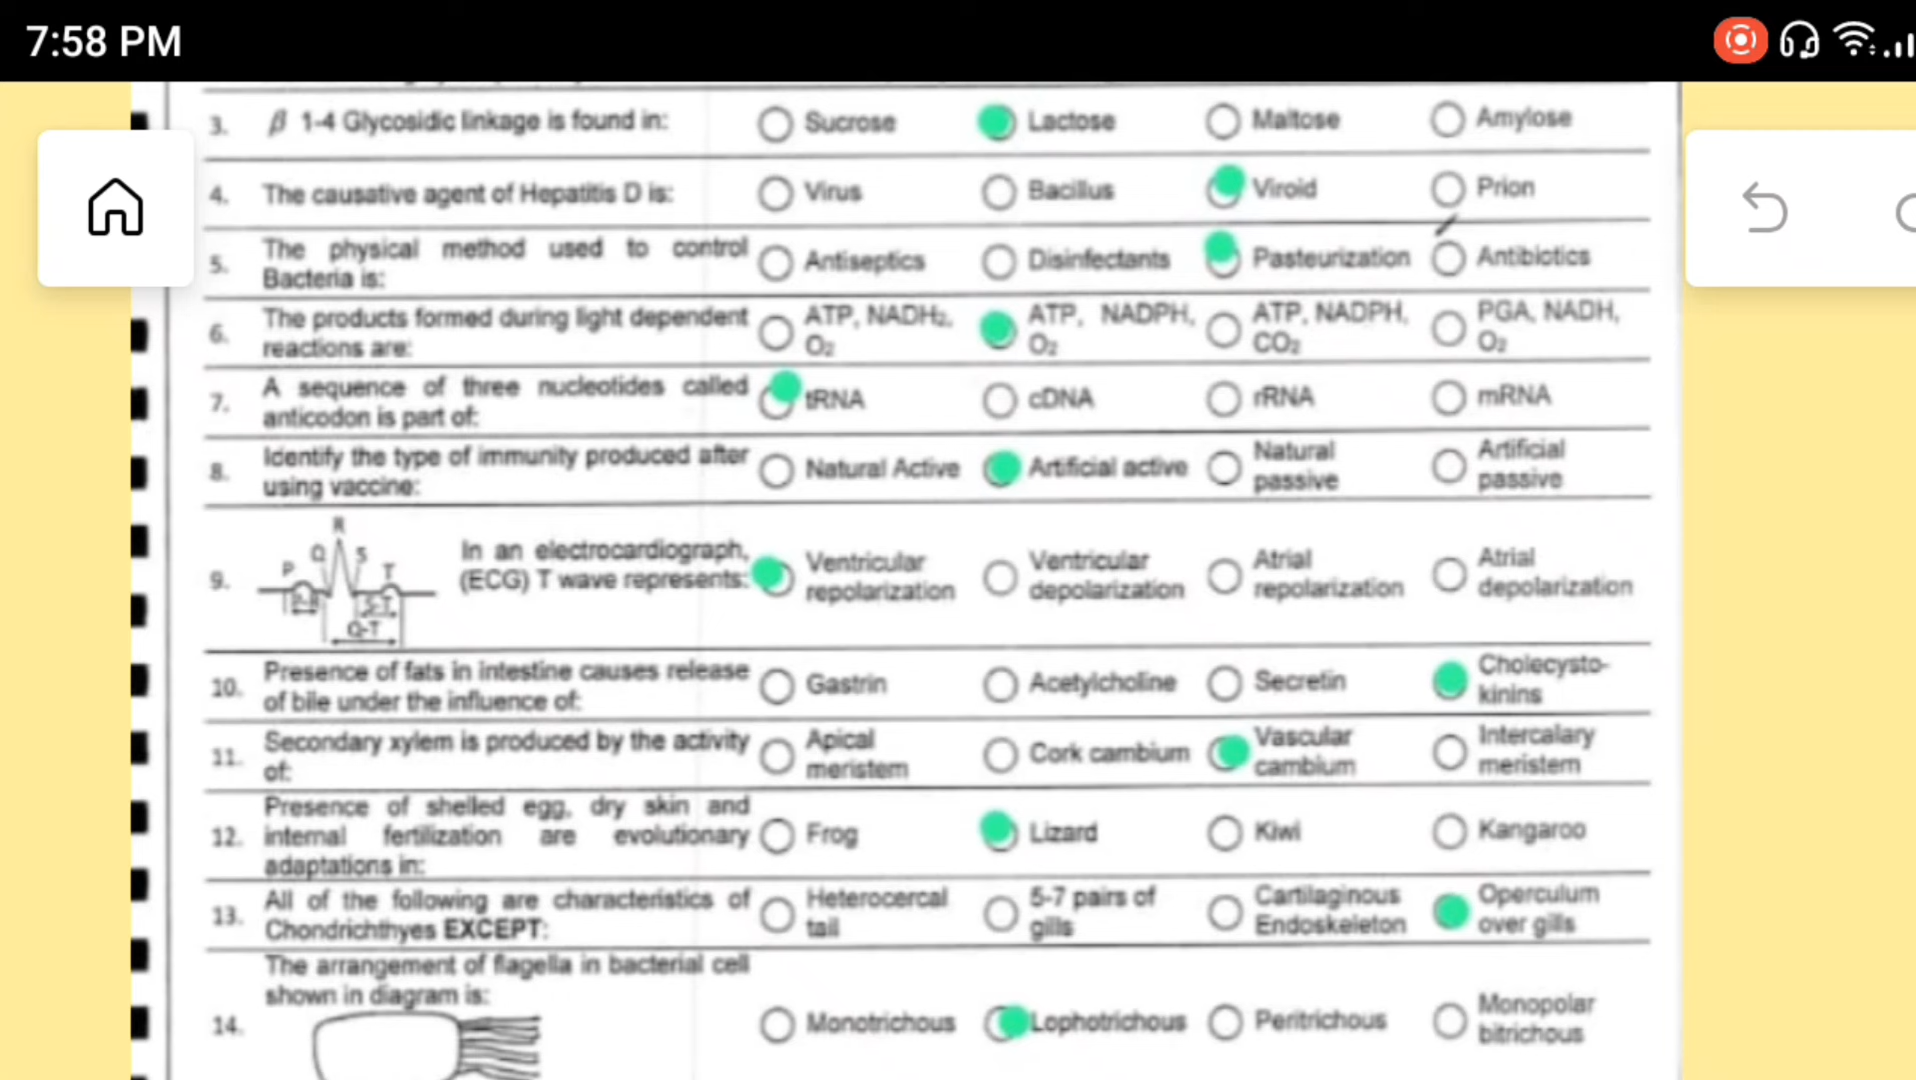 7:58 PM
3. β 1-4 Glycosidic linkage is found in: Sucrose Lactose Maltose Amylose
4. The causative agent of Hepatitis D is: Virus Bacillus Viroid Prion
5. The physical method used to control
Bacteria is: Antiseptics Disinfectants Pasteurization Antibiotics
6. The products formed during light dependent
reactions are: ATP, NADH₂, O₂ ATP, NADPH, O₂ ATP, NADPH, CO₂ PGA, NADH, O₂
7. A sequence of three nucleotides called
anticodon is part of: tRNA cDNA rRNA mRNA
8. Identify the type of immunity produced after
using vaccine: Natural Active Artificial active Natural passive Artificial passive
R
Q S
P T
P-R S-T
Q-T
9. In an electrocardiograph,
(ECG) T wave represents: Ventricular repolarization Ventricular depolarization Atrial repolarization Atrial depolarization
10. Presence of fats in intestine causes release
of bile under the influence of: Gastrin Acetylcholine Secretin Cholecysto-kinins
11. Secondary xylem is produced by the activity
of: Apical meristem Cork cambium Vascular cambium Intercalary meristem
12. Presence of shelled egg, dry skin and
internal fertilization are evolutionary
adaptations in: Frog Lizard Kiwi Kangaroo
13. All of the following are characteristics of
Chondrichthyes EXCEPT: Heterocercal tail 5-7 pairs of gills Cartilaginous Endoskeleton Operculum over gills
14. The arrangement of flagella in bacterial cell
shown in diagram is: Monotrichous Lophotrichous Peritrichous Monopolar bitrichous